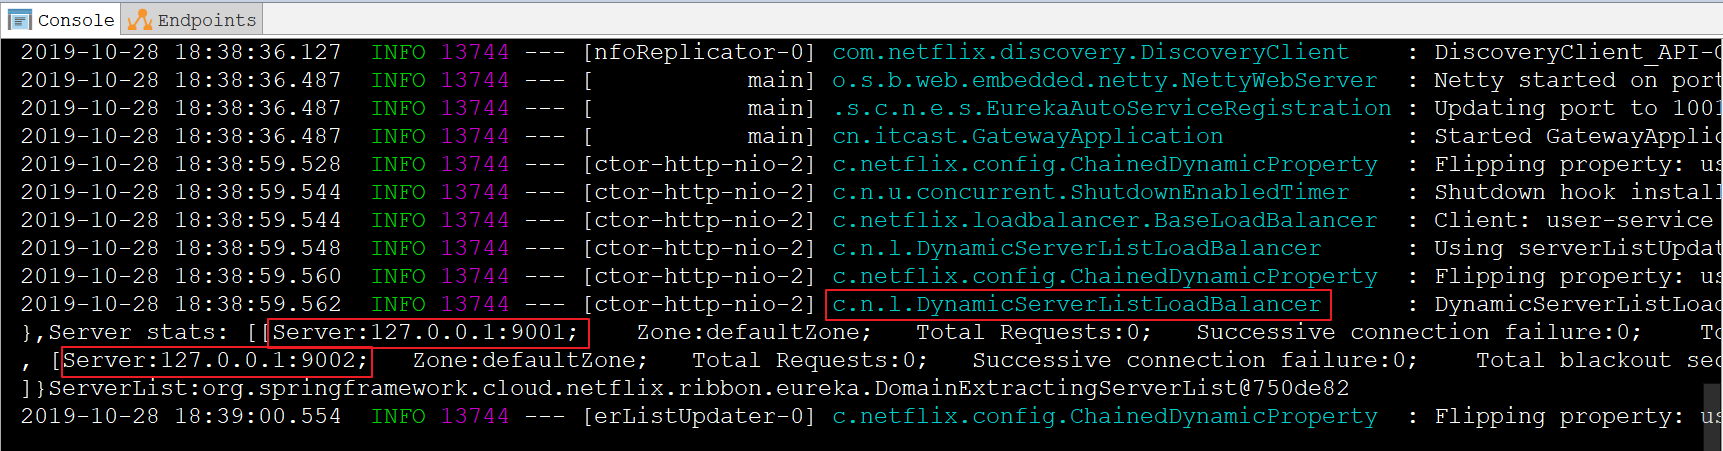 Console Endpoints
2019-10-28 18:38:36.127 INFO 13744 --- [nfoReplicator-0] com.netflix.discovery.DiscoveryClient : DiscoveryClient_API-
2019-10-28 18:38:36.487 INFO 13744 --- [ main] o.s.b.web.embedded.netty.NettyWebServer : Netty started on port
2019-10-28 18:38:36.487 INFO 13744 --- [ main] .s.c.n.e.s.EurekaAutoServiceRegistration : Updating port to 1001
2019-10-28 18:38:36.487 INFO 13744 --- [ main] cn.itcast.GatewayApplication : Started GatewayApplic
2019-10-28 18:38:59.528 INFO 13744 --- [ctor-http-nio-2] c.netflix.config.ChainedDynamicProperty : Flipping property: us
2019-10-28 18:38:59.544 INFO 13744 --- [ctor-http-nio-2] c.n.u.concurrent.ShutdownEnabledTimer : Shutdown hook install
2019-10-28 18:38:59.544 INFO 13744 --- [ctor-http-nio-2] c.netflix.loadbalancer.BaseLoadBalancer : Client: user-service
2019-10-28 18:38:59.548 INFO 13744 --- [ctor-http-nio-2] c.n.l.DynamicServerListLoadBalancer : Using serverListUpdat
2019-10-28 18:38:59.560 INFO 13744 --- [ctor-http-nio-2] c.netflix.config.ChainedDynamicProperty : Flipping property: us
2019-10-28 18:38:59.562 INFO 13744 --- [ctor-http-nio-2] c.n.l.DynamicServerListLoadBalancer : DynamicServerListLoad
},Server stats: [[Server:127.0.0.1:9001; Zone:defaultZone; Total Requests:0; Successive connection failure:0; To
, [Server:127.0.0.1:9002; Zone:defaultZone; Total Requests:0; Successive connection failure:0; Total blackout sec
]}ServerList:org.springframework.cloud.netflix.ribbon.eureka.DomainExtractingServerList@750de82
2019-10-28 18:39:00.554 INFO 13744 --- [erListUpdater-0] c.netflix.config.ChainedDynamicProperty : Flipping property: us